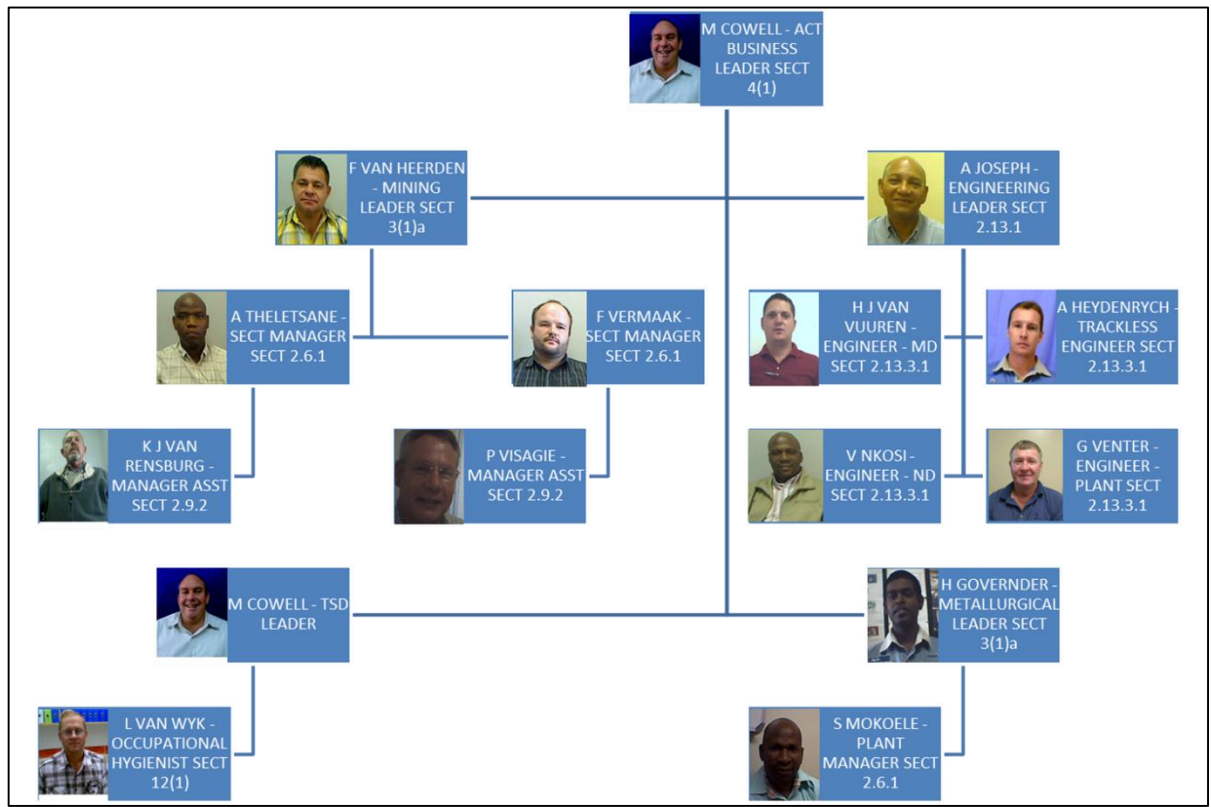 M COWELL - ACT
BUSINESS
LEADER SECT
4(1)
F VAN HEERDEN
- MINING
LEADER SECT
3(1)a
A JOSEPH -
ENGINEERING
LEADER SECT
2.13.1
A THELETSANE -
SECT MANAGER
SECT 2.6.1
F VERMAAK -
SECT MANAGER
SECT 2.6.1
H J VAN
VUUREN -
ENGINEER - MD
SECT 2.13.3.1
A HEYDENRYCH -
TRACKLESS
ENGINEER SECT
2.13.3.1
K J VAN
RENSBURG -
MANAGER ASST
SECT 2.9.2
P VISAGIE -
MANAGER ASST
SECT 2.9.2
V NKOSI -
ENGINEER - ND
SECT 2.13.3.1
G VENTER -
ENGINEER -
PLANT SECT
2.13.3.1
M COWELL - TSD
LEADER
H GOVERNDER -
METALLURGICAL
LEADER SECT
3(1)a
L VAN WYK -
OCCUPATIONAL
HYGIENIST SECT
12(1)
S MOKOELE -
PLANT
MANAGER SECT
2.6.1